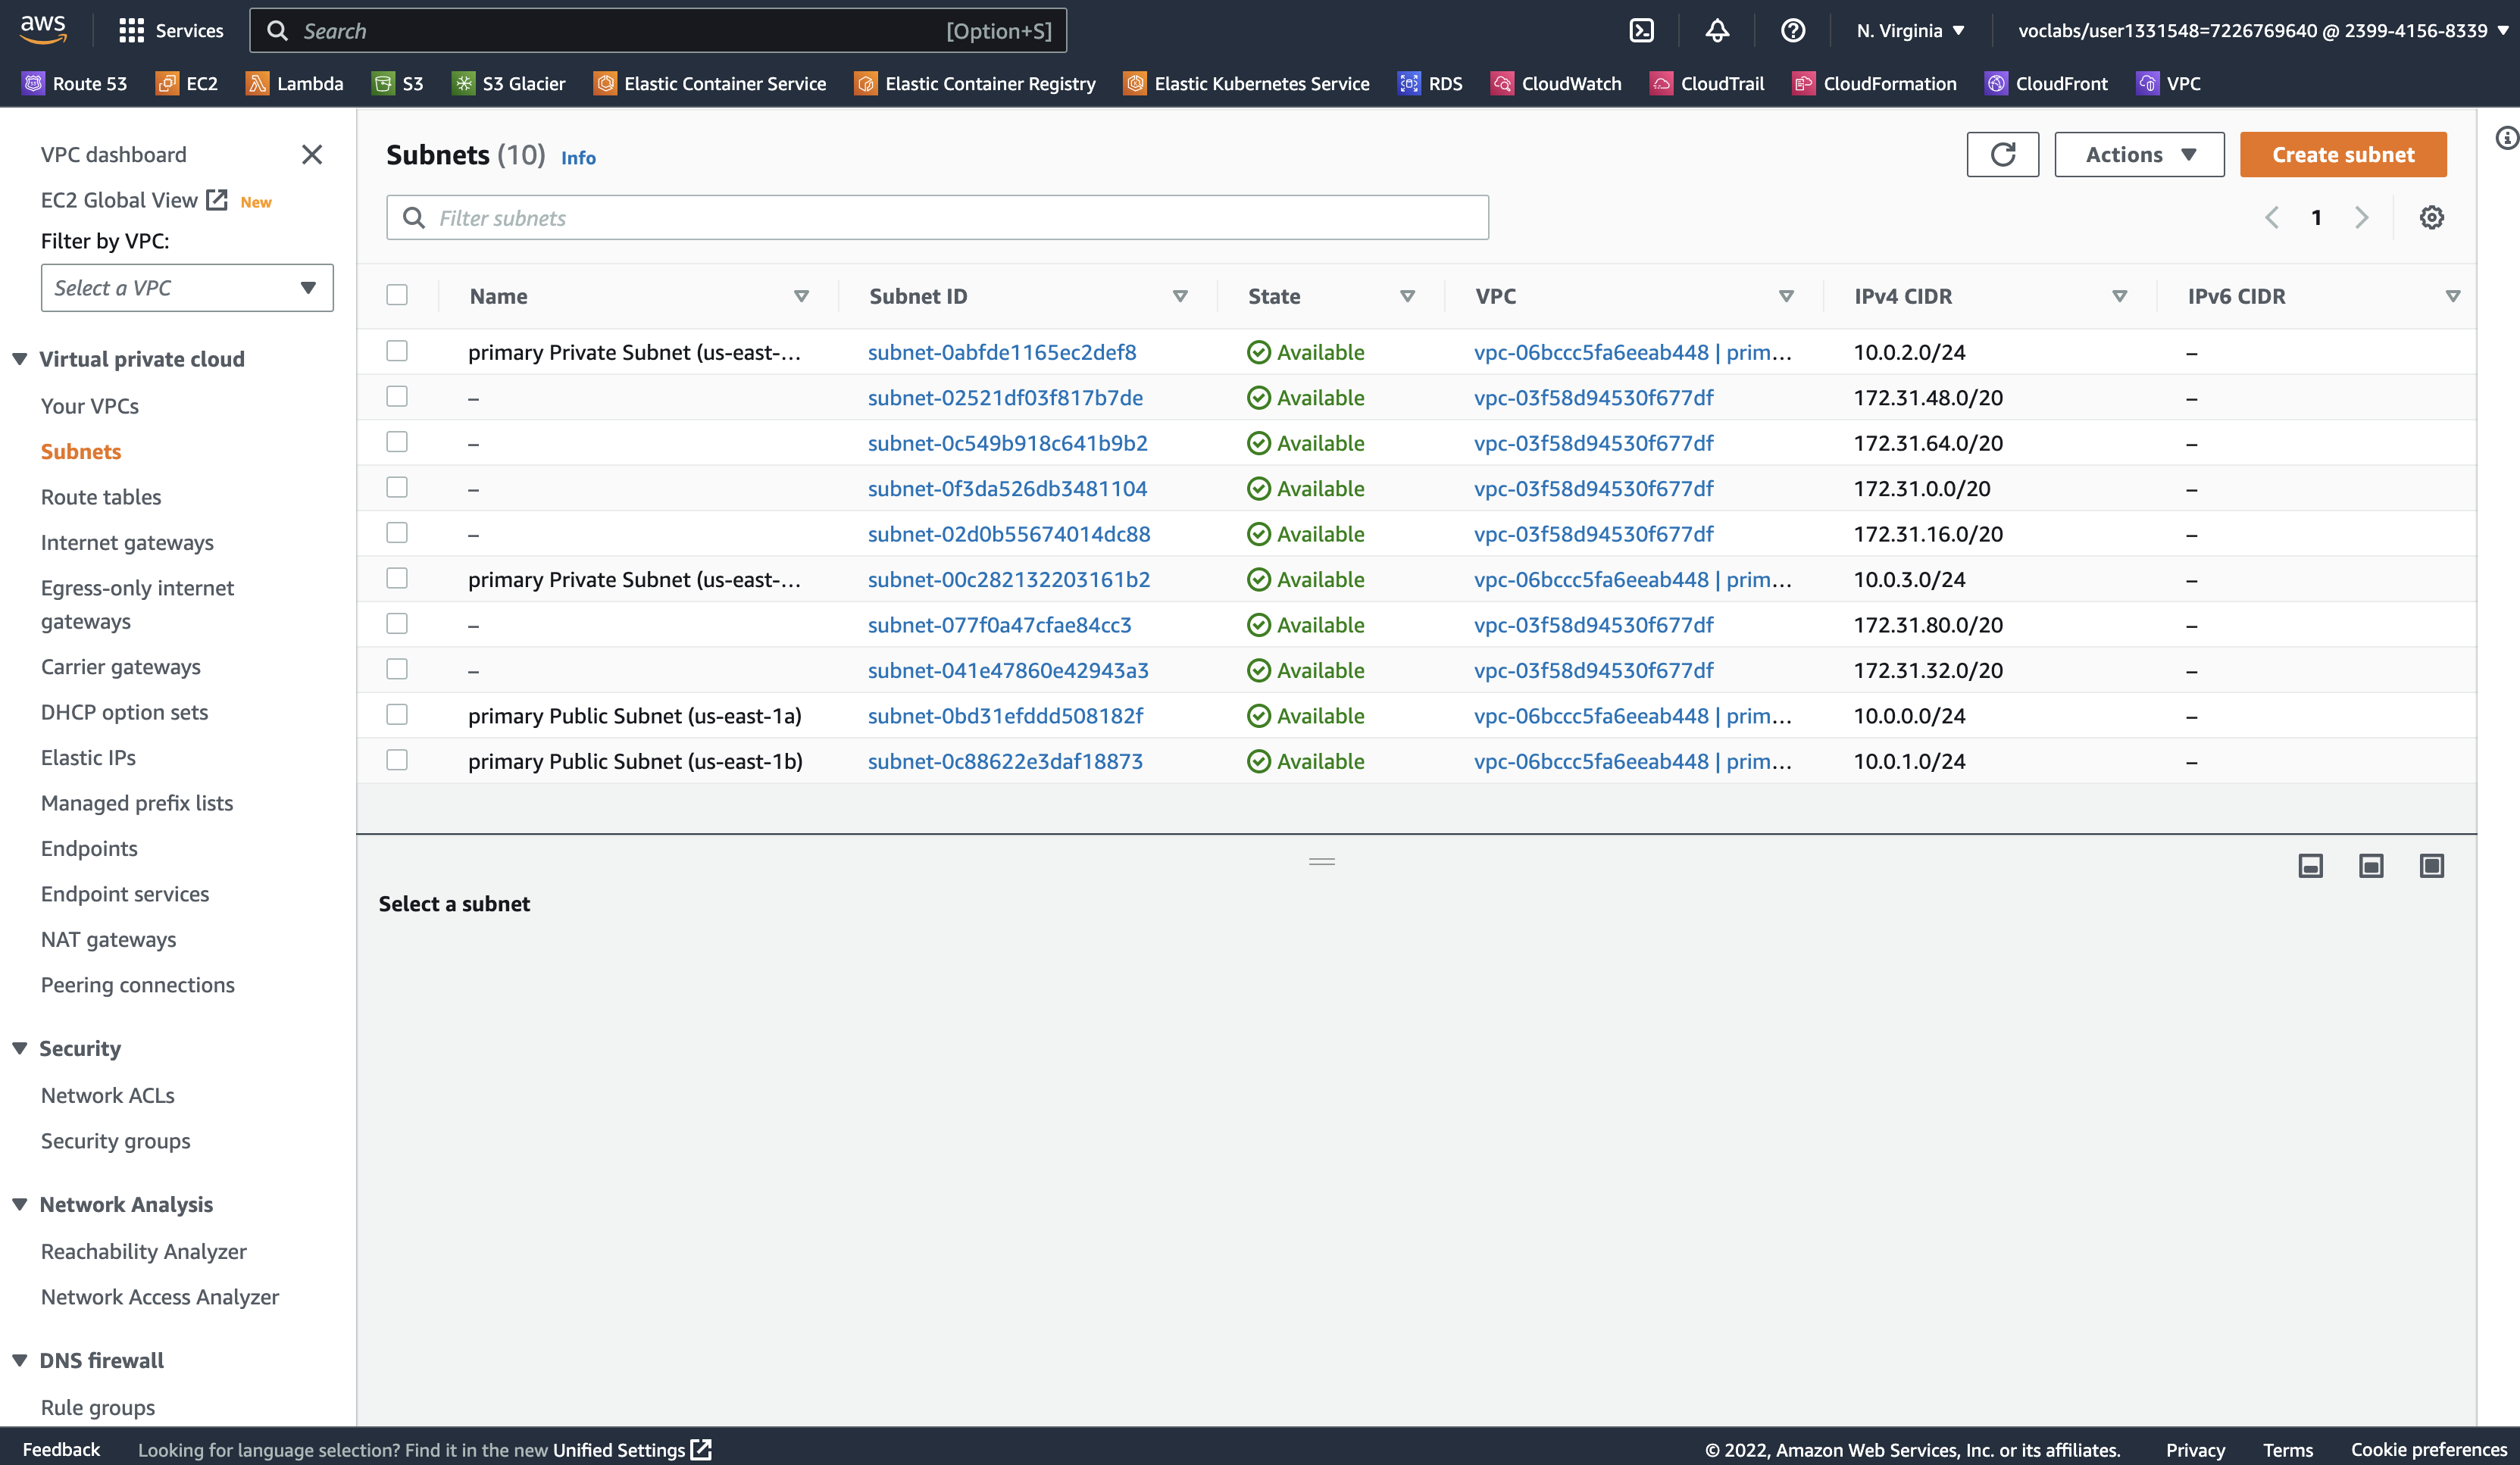 aws
Services
Search
[Option+S]
N. Virginia
voclabs/user1331548=7226769640 @ 2399-4156-8339
Route 53
EC2
Lambda
S3
S3 Glacier
Elastic Container Service
Elastic Container Registry
Elastic Kubernetes Service
RDS
CloudWatch
CloudTrail
CloudFormation
CloudFront
VPC
VPC dashboard
EC2 Global View New
Filter by VPC:
Select a VPC
Virtual private cloud
Your VPCs
Subnets
Route tables
Internet gateways
Egress-only internet
gateways
Carrier gateways
DHCP option sets
Elastic IPs
Managed prefix lists
Endpoints
Endpoint services
NAT gateways
Peering connections
Security
Network ACLs
Security groups
Network Analysis
Reachability Analyzer
Network Access Analyzer
DNS firewall
Rule groups
Subnets (10) Info
Actions
Create subnet
Filter subnets
1
Name Subnet ID State VPC IPv4 CIDR IPv6 CIDR
primary Private Subnet (us-east-... subnet-0abfde1165ec2def8 Available vpc-06bccc5fa6eeab448 | prim... 10.0.2.0/24 –
– subnet-02521df03f817b7de Available vpc-03f58d94530f677df 172.31.48.0/20 –
– subnet-0c549b918c641b9b2 Available vpc-03f58d94530f677df 172.31.64.0/20 –
– subnet-0f3da526db3481104 Available vpc-03f58d94530f677df 172.31.0.0/20 –
– subnet-02d0b55674014dc88 Available vpc-03f58d94530f677df 172.31.16.0/20 –
primary Private Subnet (us-east-... subnet-00c282132203161b2 Available vpc-06bccc5fa6eeab448 | prim... 10.0.3.0/24 –
– subnet-077f0a47cfae84cc3 Available vpc-03f58d94530f677df 172.31.80.0/20 –
– subnet-041e47860e42943a3 Available vpc-03f58d94530f677df 172.31.32.0/20 –
primary Public Subnet (us-east-1a) subnet-0bd31efddd508182f Available vpc-06bccc5fa6eeab448 | prim... 10.0.0.0/24 –
primary Public Subnet (us-east-1b) subnet-0c88622e3daf18873 Available vpc-06bccc5fa6eeab448 | prim... 10.0.1.0/24 –
Select a subnet
Feedback
Looking for language selection? Find it in the new Unified Settings
© 2022, Amazon Web Services, Inc. or its affiliates.
Privacy
Terms
Cookie preferences